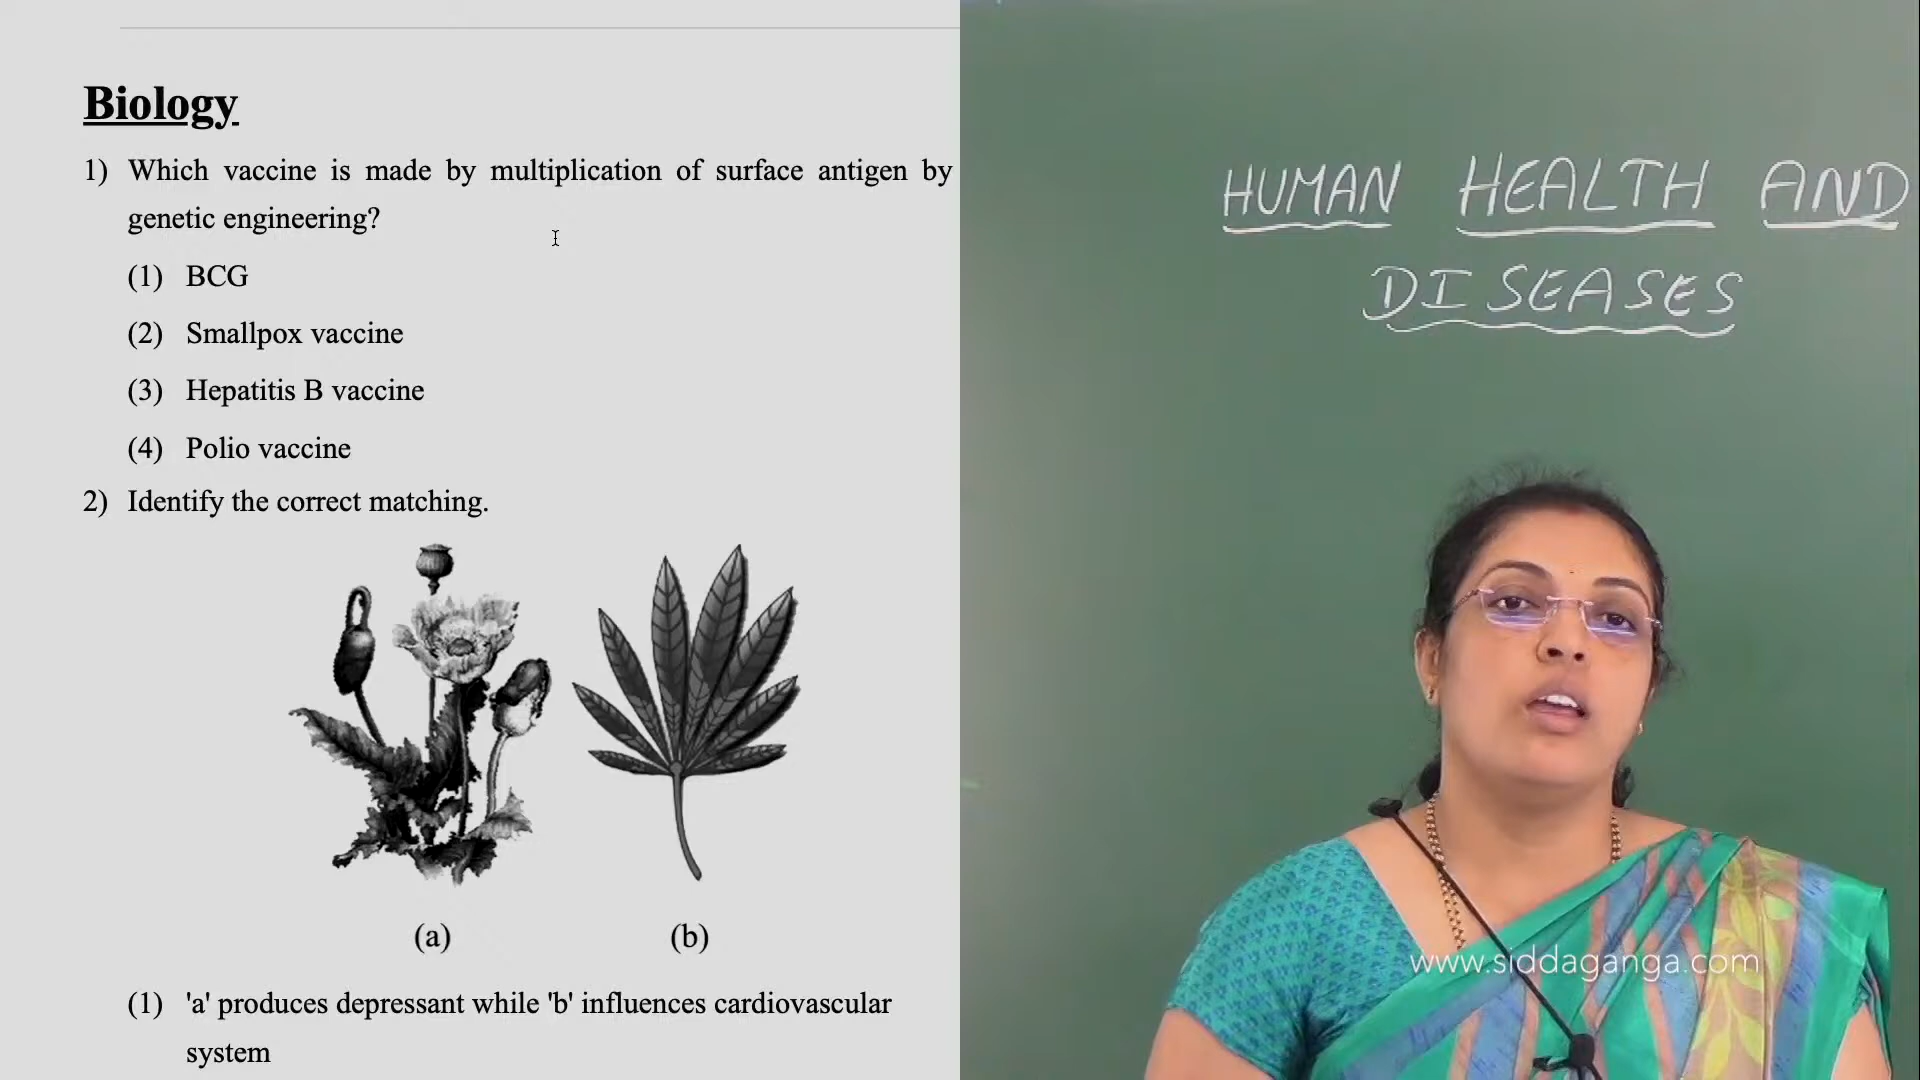 Biology
1) Which vaccine is made by multiplication of surface antigen by
genetic engineering?
(1) BCG
(2) Smallpox vaccine
(3) Hepatitis B vaccine
(4) Polio vaccine
2) Identify the correct matching.
(a) (b)
(1) 'a' produces depressant while 'b' influences cardiovascular
system
HUMAN HEALTH AND
DISEASES
www.siddaganga.com